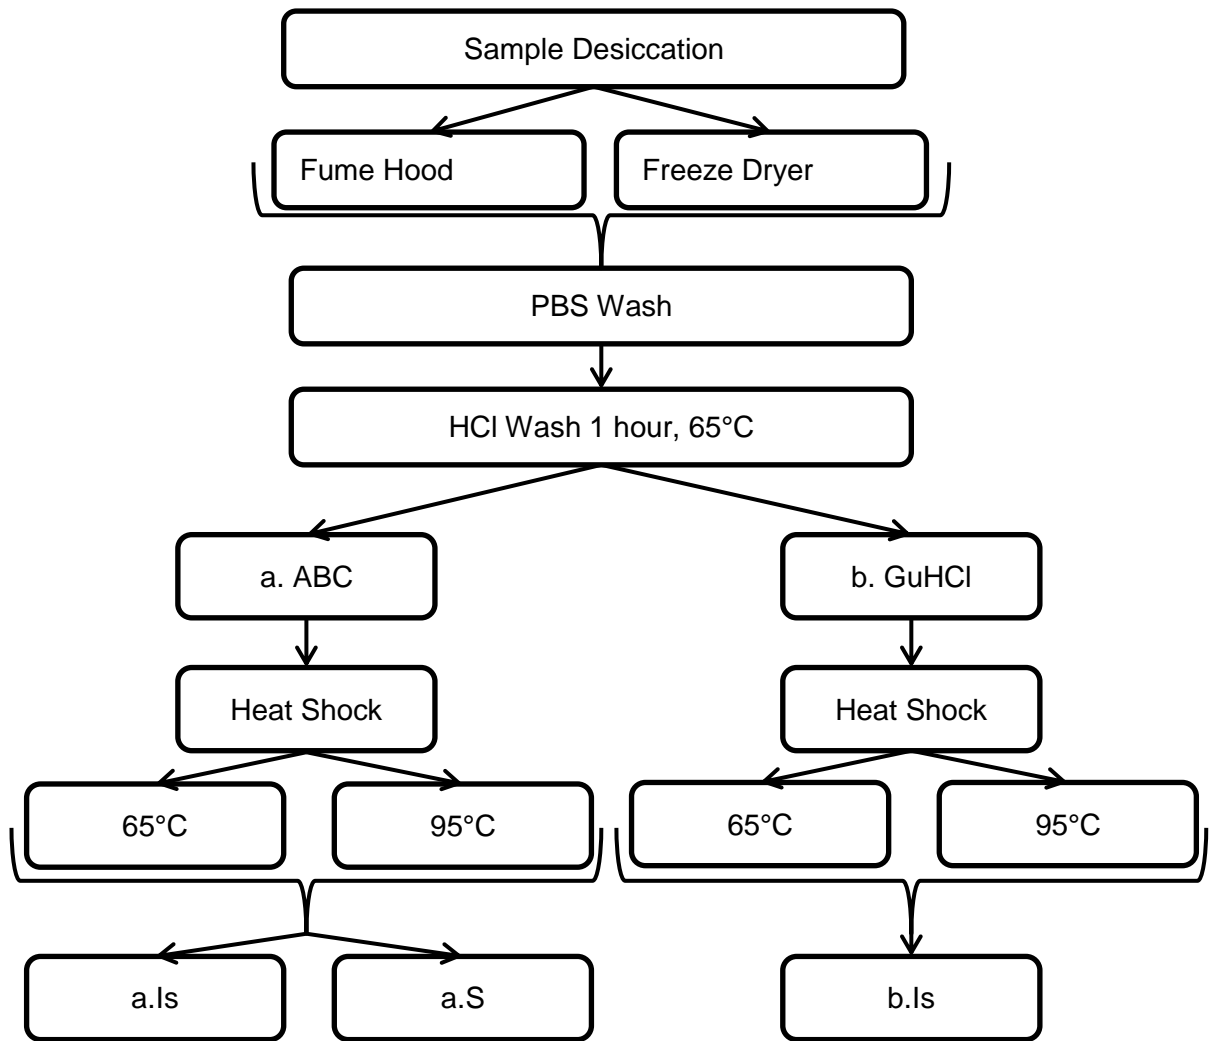 Sample Desiccation
Fume Hood
Freeze Dryer
PBS Wash
HCl Wash 1 hour, 65°C
a. ABC
b. GuHCl
Heat Shock
Heat Shock
65°C
95°C
65°C
95°C
a.Is
a.S
b.Is